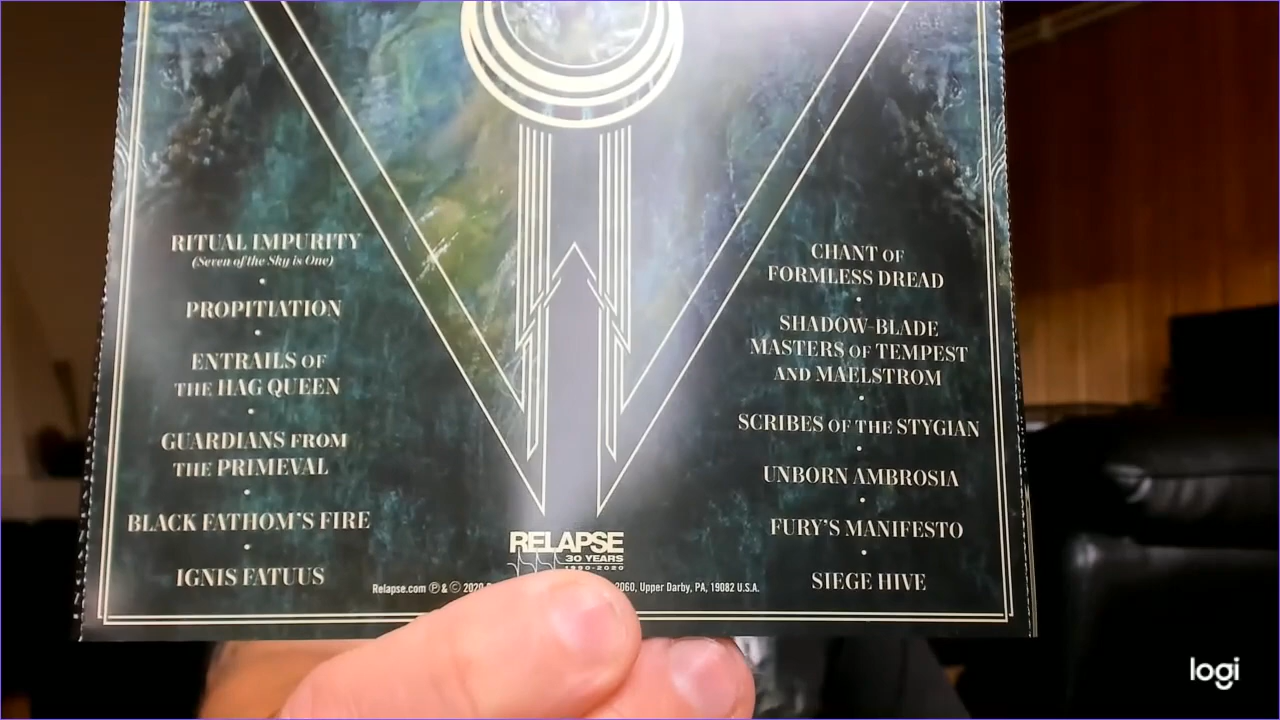 RITUAL IMPURITY
(Seven of the Sky is One)
PROPITIATION
ENTRAILS OF
THE HAG QUEEN
GUARDIANS FROM
THE PRIMEVAL
BLACK FATHOM'S FIRE
IGNIS FATUUS
CHANT OF
FORMLESS DREAD
SHADOW-BLADE
MASTERS OF TEMPEST
AND MAELSTROM
SCRIBES OF THE STYGIAN
UNBORN AMBROSIA
FURY'S MANIFESTO
SIEGE HIVE
RELAPSE
30 YEARS
1990-2020
Relapse.com Ⓟ & © 2020 2060, Upper Darby, PA, 19082 U.S.A.
logi